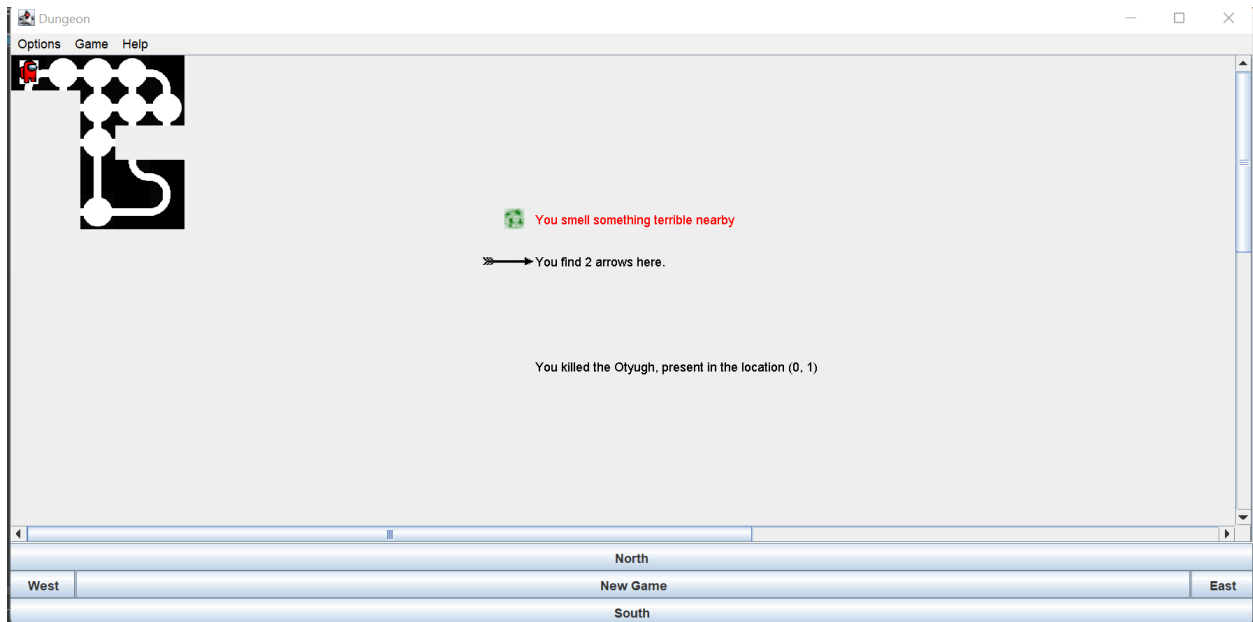 Dungeon
Options Game Help
You smell something terrible nearby
You find 2 arrows here.
You killed the Otyugh, present in the location (0, 1)
North
West New Game East
South